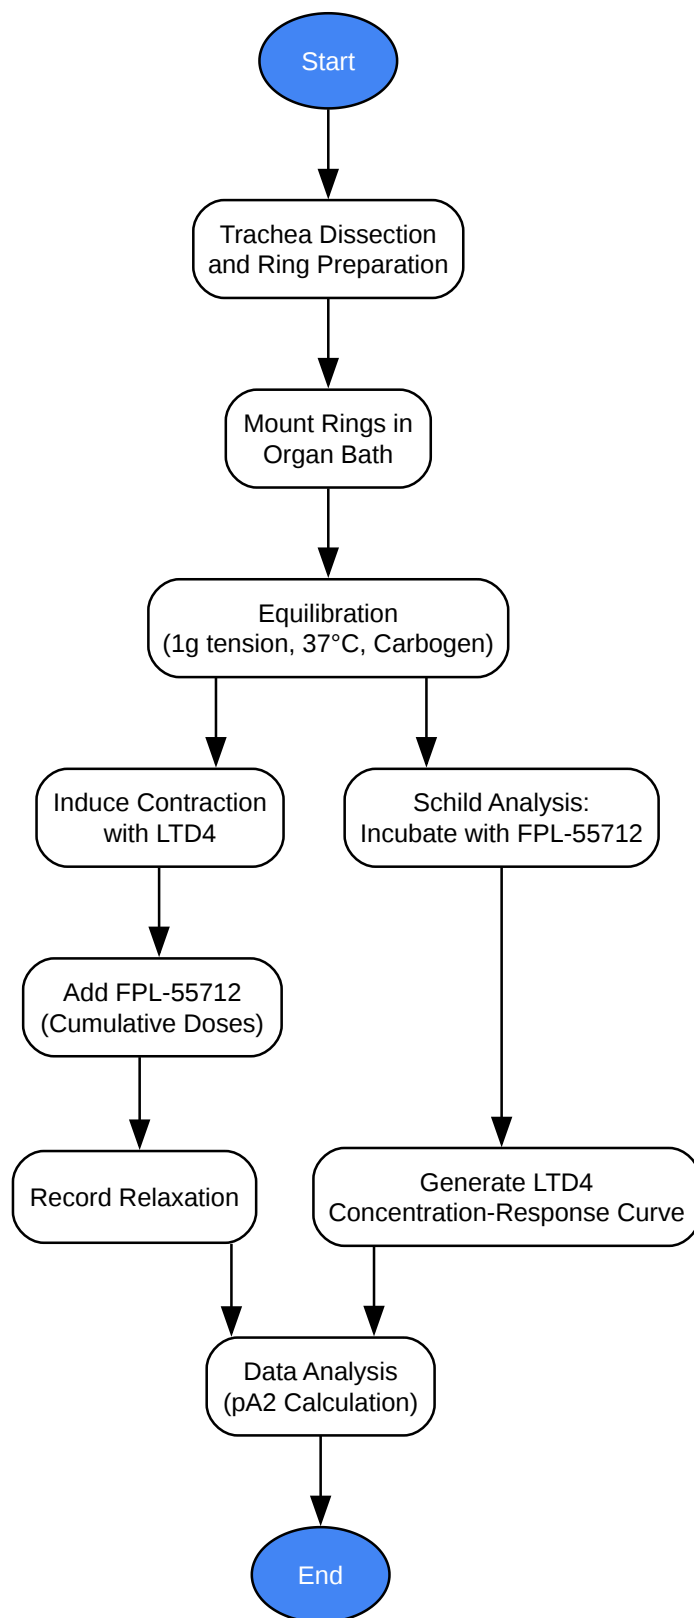 Start
Trachea Dissection
and Ring Preparation
Mount Rings in
Organ Bath
Equilibration
(1g tension, 37°C, Carbogen)
Induce Contraction
with LTD4
Schild Analysis:
Incubate with FPL-55712
Add FPL-55712
(Cumulative Doses)
Record Relaxation
Generate LTD4
Concentration-Response Curve
Data Analysis
(pA2 Calculation)
End